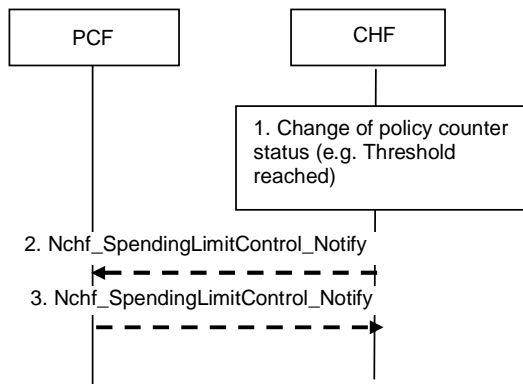 PCF
CHF
1. Change of policy counter
status (e.g. Threshold
reached)
2. Nchf_SpendingLimitControl_Notify
3. Nchf_SpendingLimitControl_Notify